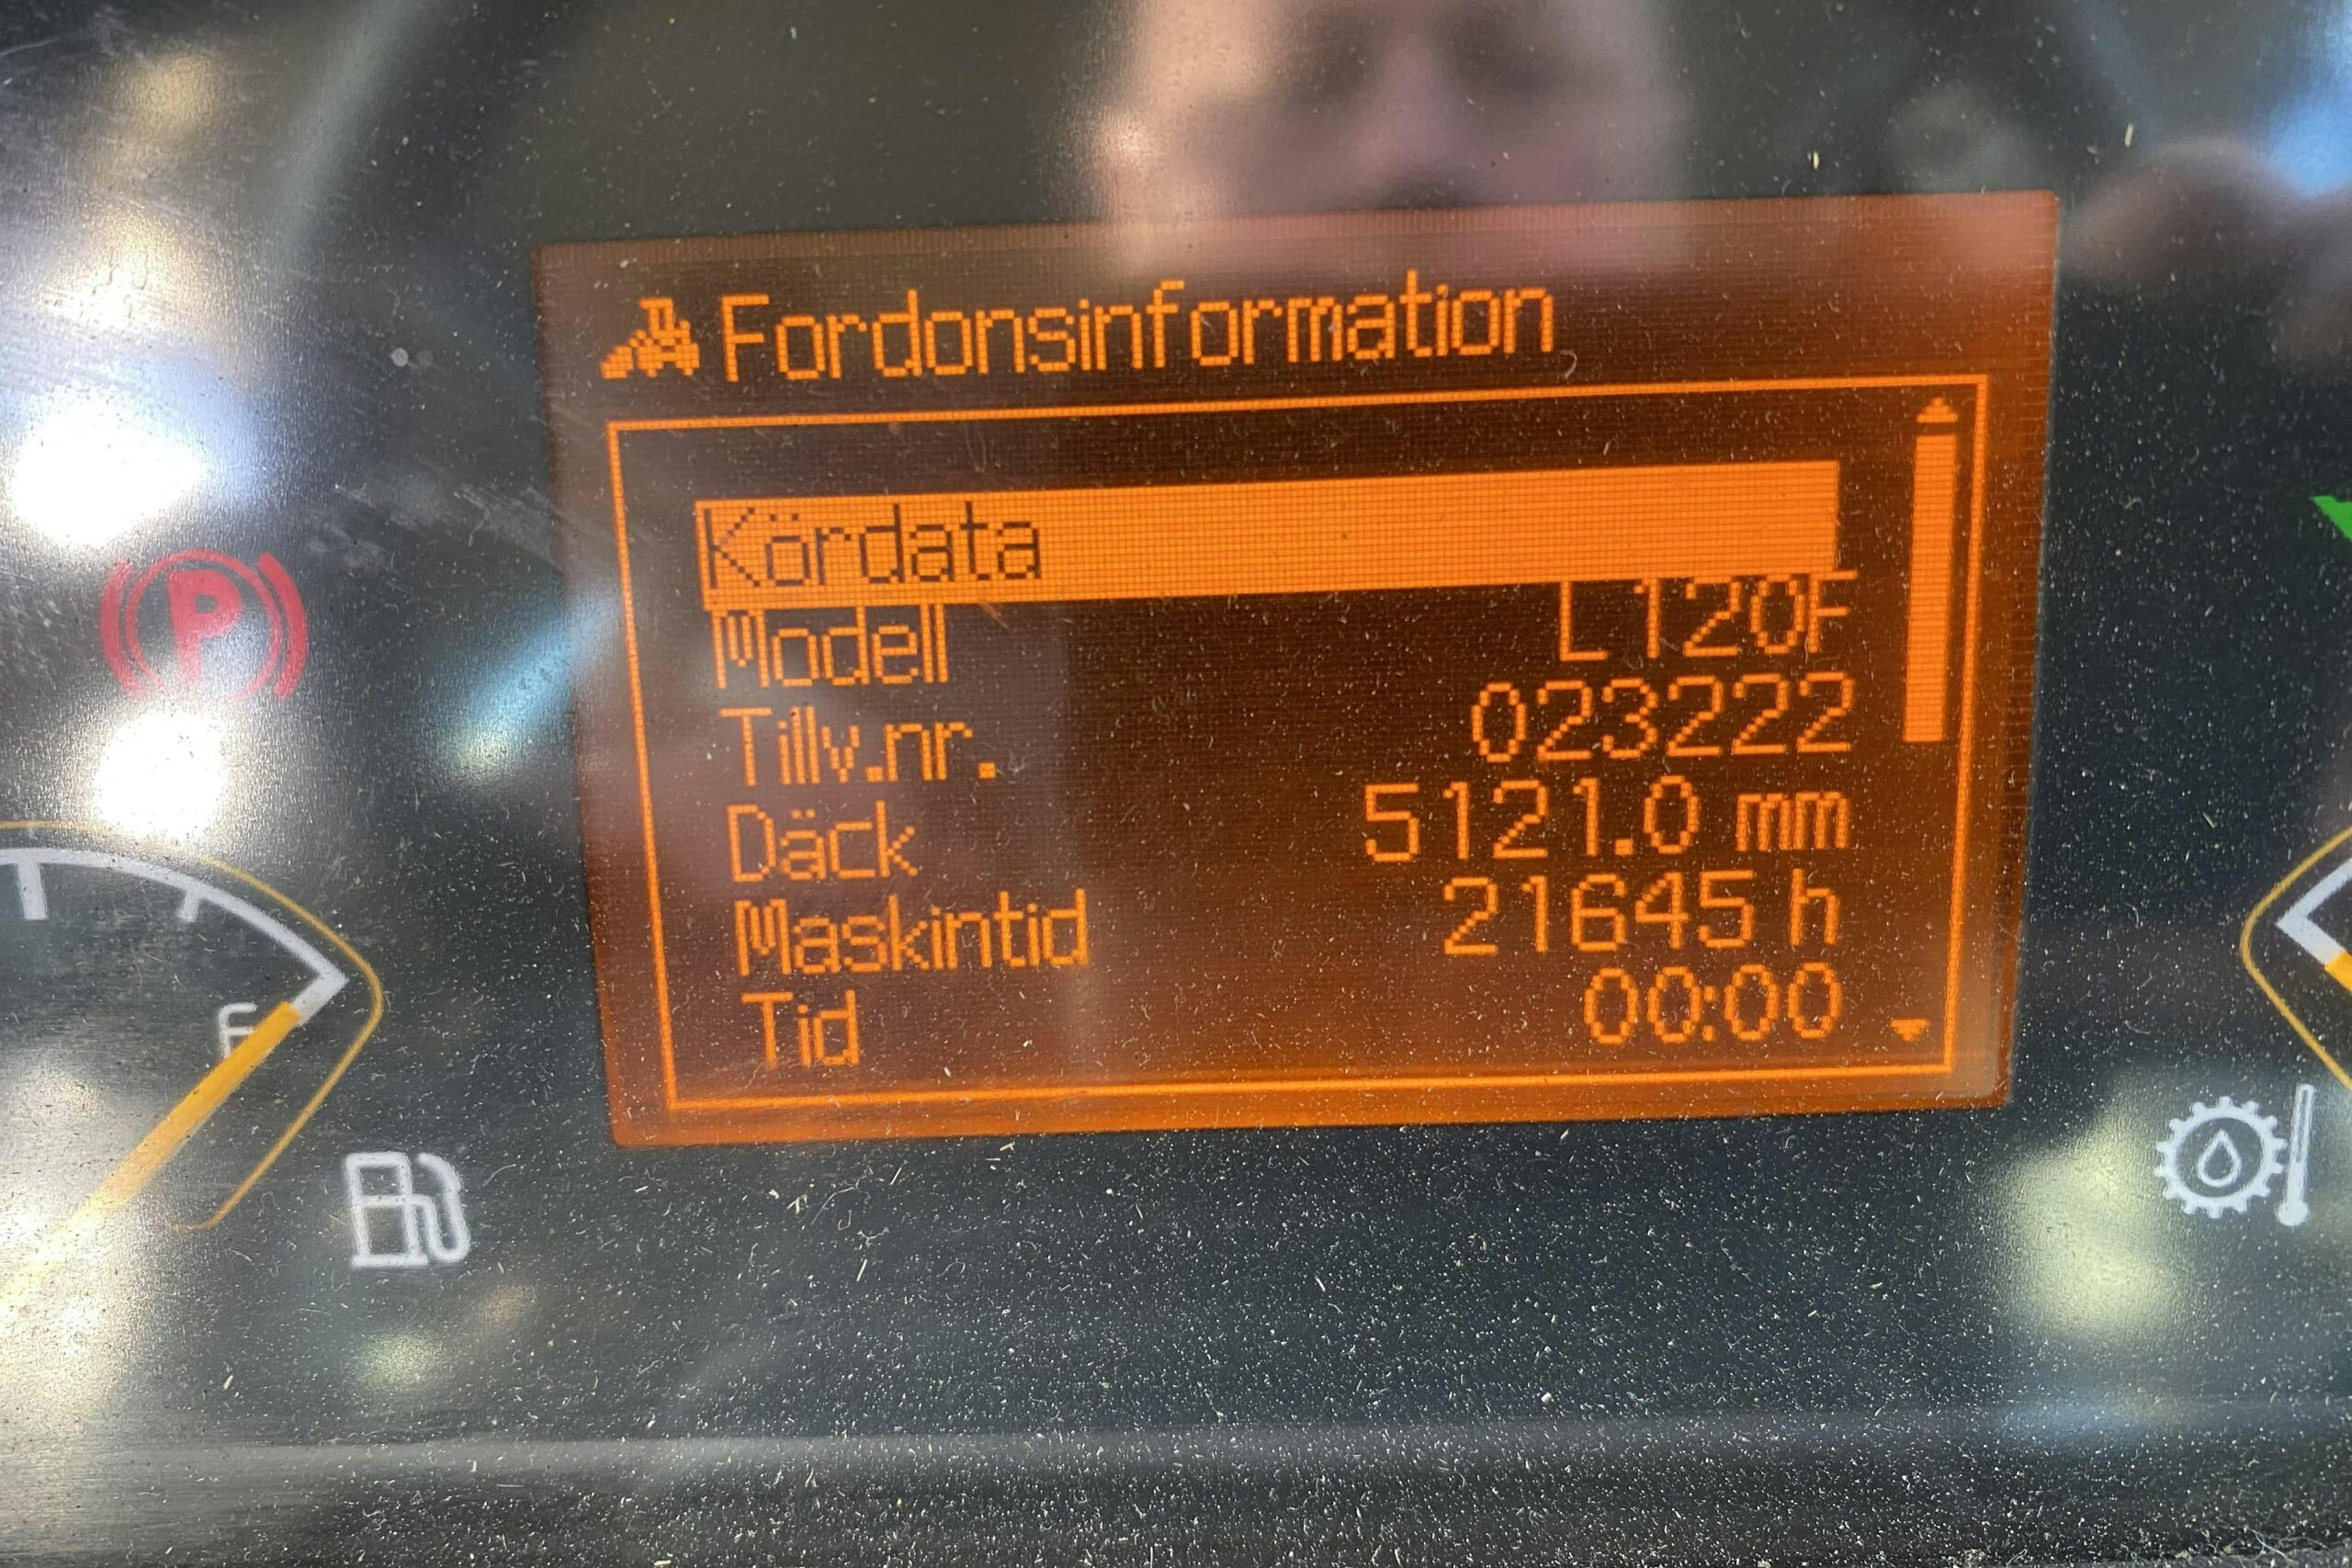 Fordonsinformation
Kördata
Modell L120F
Tillv.nr. 023222
Däck 5121.0 mm
Maskintid 21645 h
Tid 00:00
P